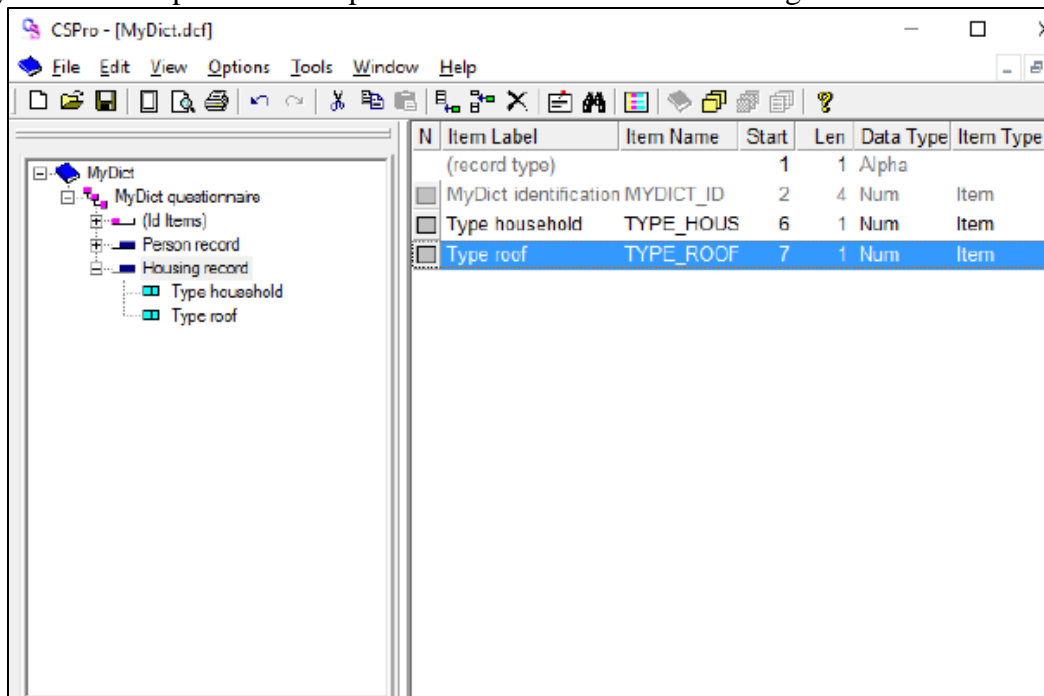 CSPro - [MyDict.dcf]
File Edit View Options Tools Window Help
N Item Label Item Name Start Len Data Type Item Type
(record type) 1 1 Alpha
MyDict identification MYDICT_ID 2 4 Num Item
Type household TYPE_HOUS 6 1 Num Item
Type roof TYPE_ROOF 7 1 Num Item
MyDict
MyDict questionnaire
(Id Items)
Person record
Housing record
Type household
Type roof